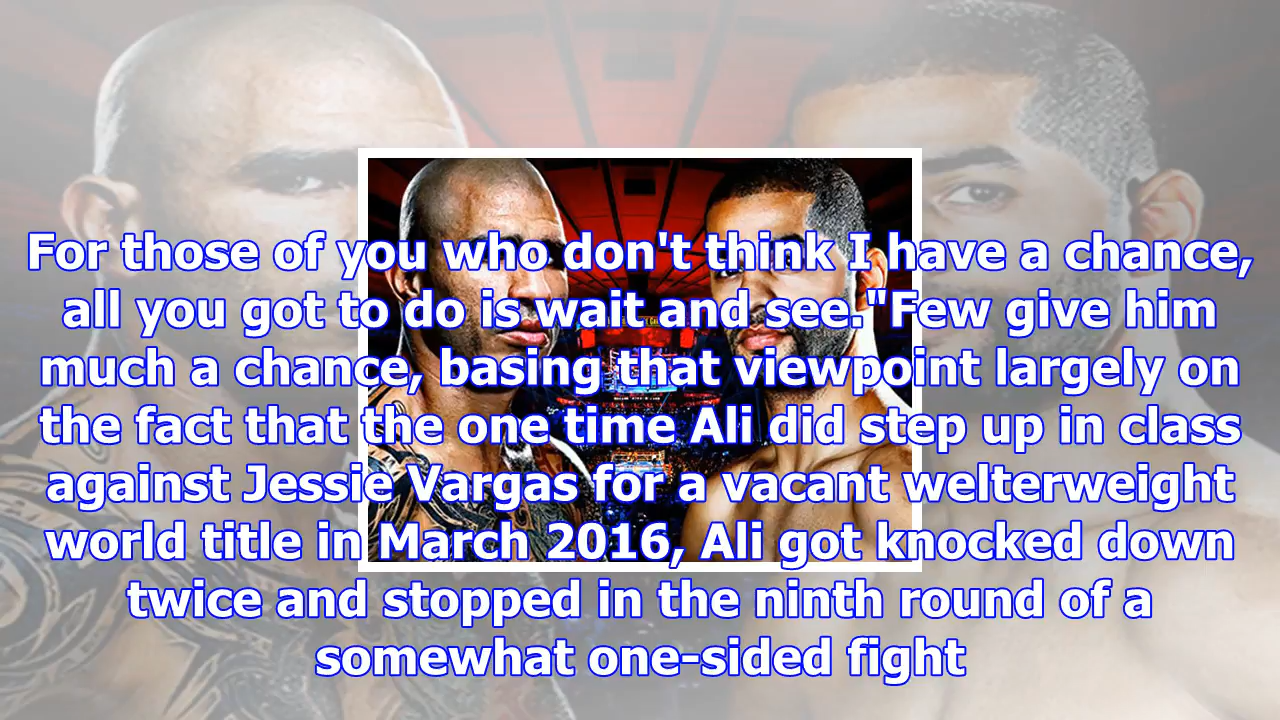 For those of you who don't think I have a chance,
all you got to do is wait and see."Few give him
much a chance, basing that viewpoint largely on
the fact that the one time Ali did step up in class
against Jessie Vargas for a vacant welterweight
world title in March 2016, Ali got knocked down
twice and stopped in the ninth round of a
somewhat one-sided fight